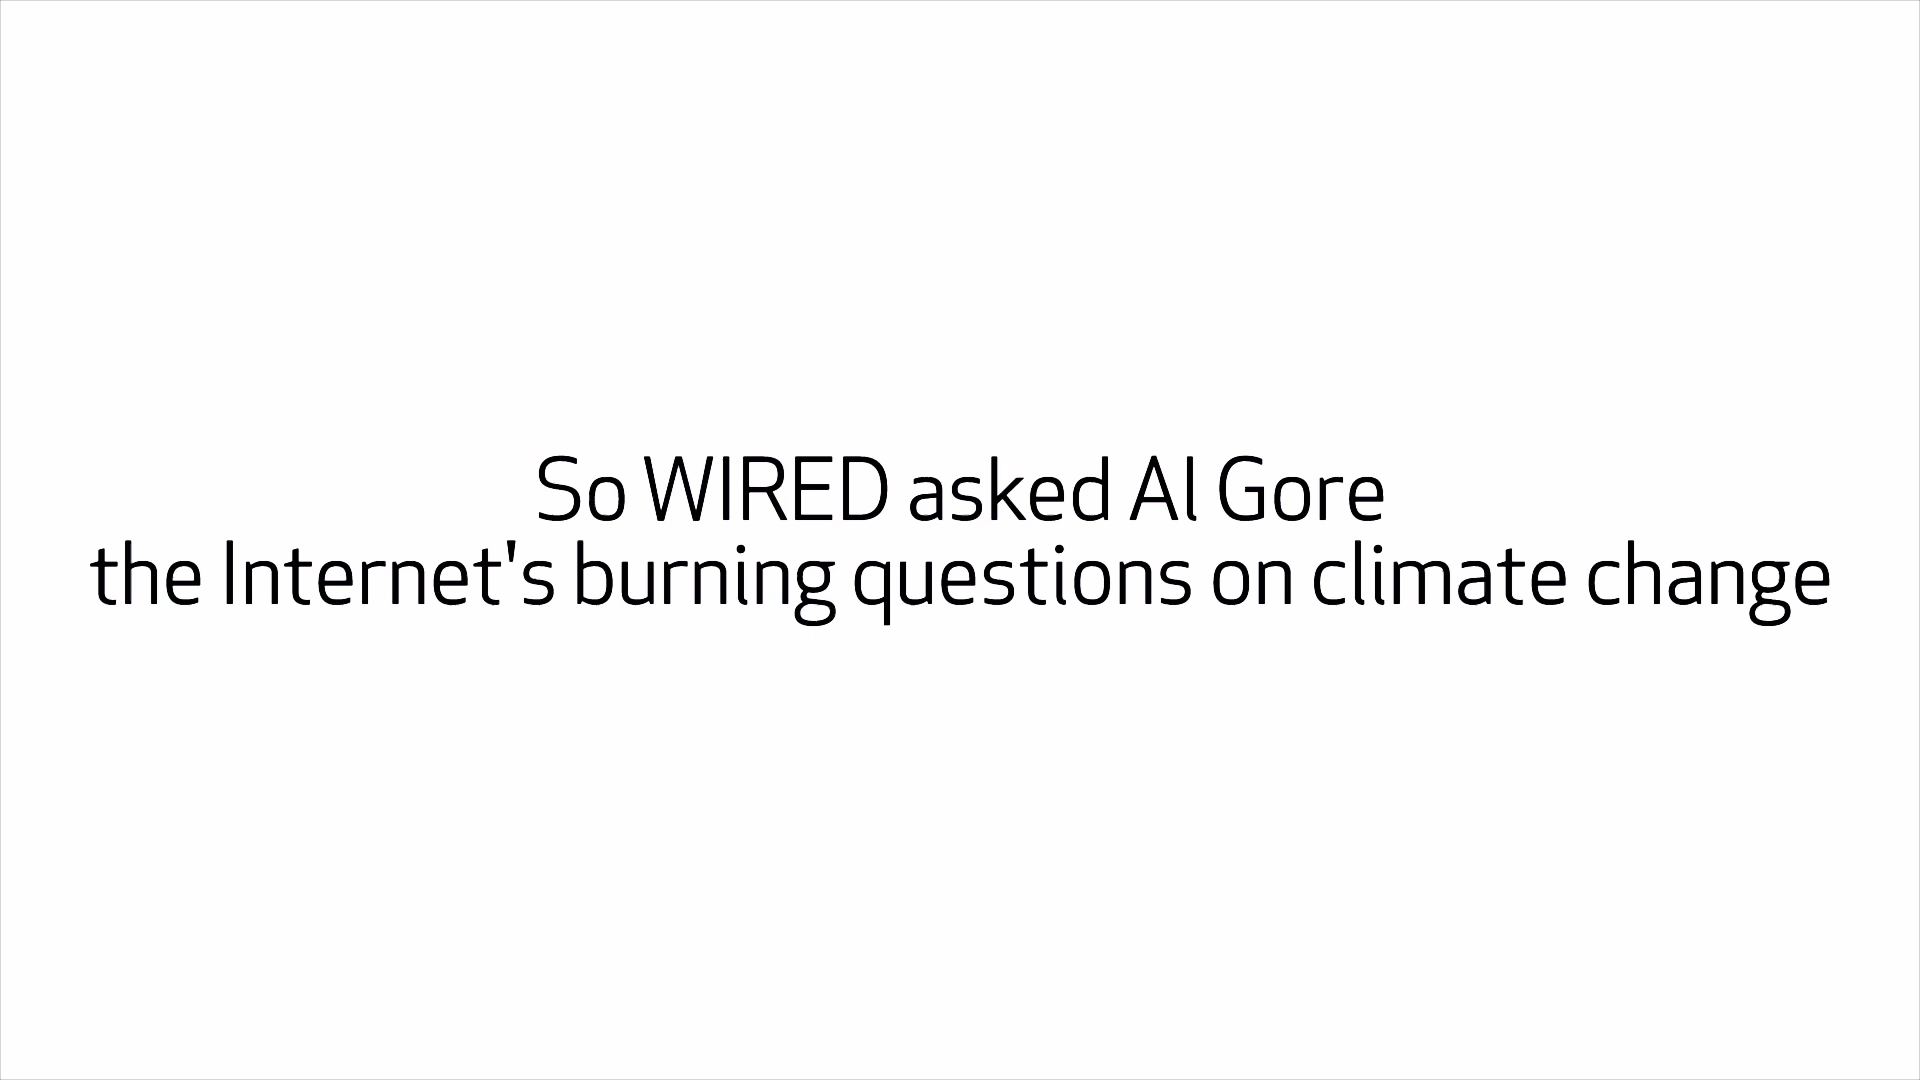 So WIRED asked Al Gore
the Internet's burning questions on climate change